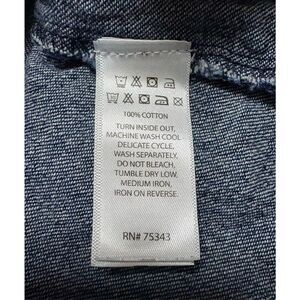 100% COTTON
TURN INSIDE OUT,
MACHINE WASH COOL
DELICATE CYCLE,
WASH SEPARATELY,
DO NOT BLEACH,
TUMBLE DRY LOW,
MEDIUM IRON,
IRON ON REVERSE.
RN# 75343